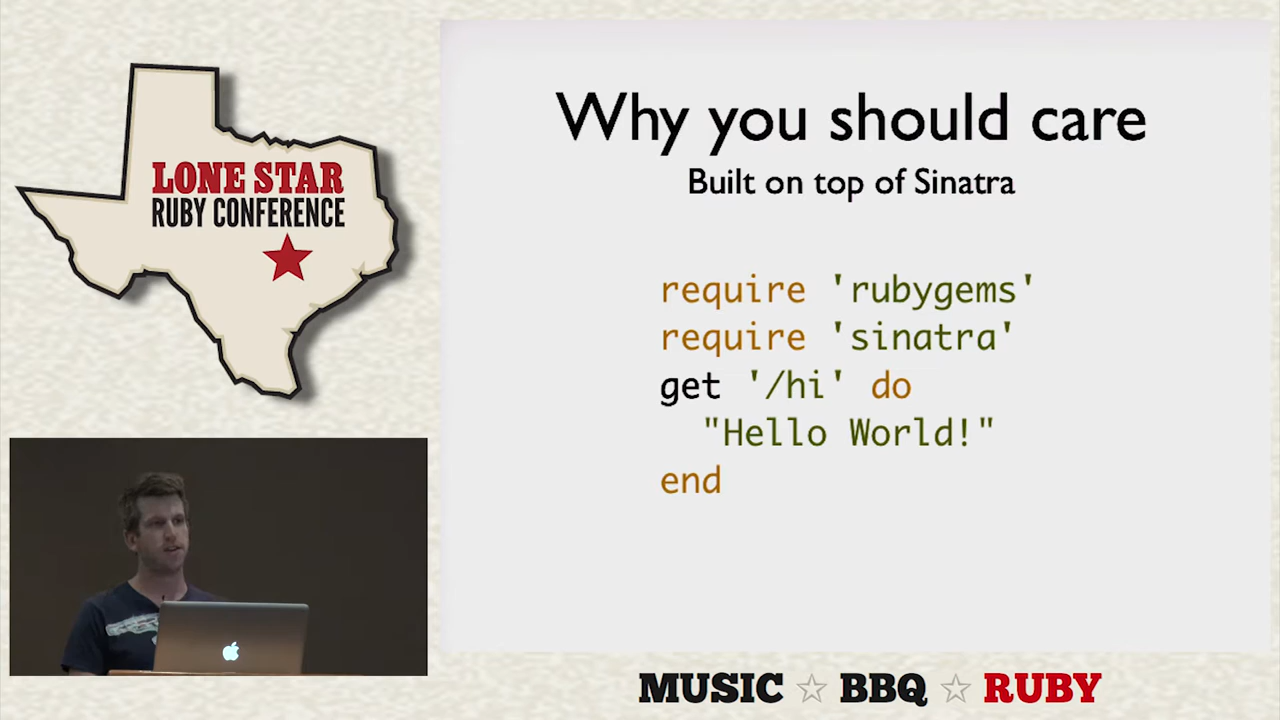 LONE STAR
RUBY CONFERENCE
Why you should care
Built on top of Sinatra
require 'rubygems'
require 'sinatra'
get '/hi' do
  "Hello World!"
end
MUSIC ☆ BBQ ☆ RUBY